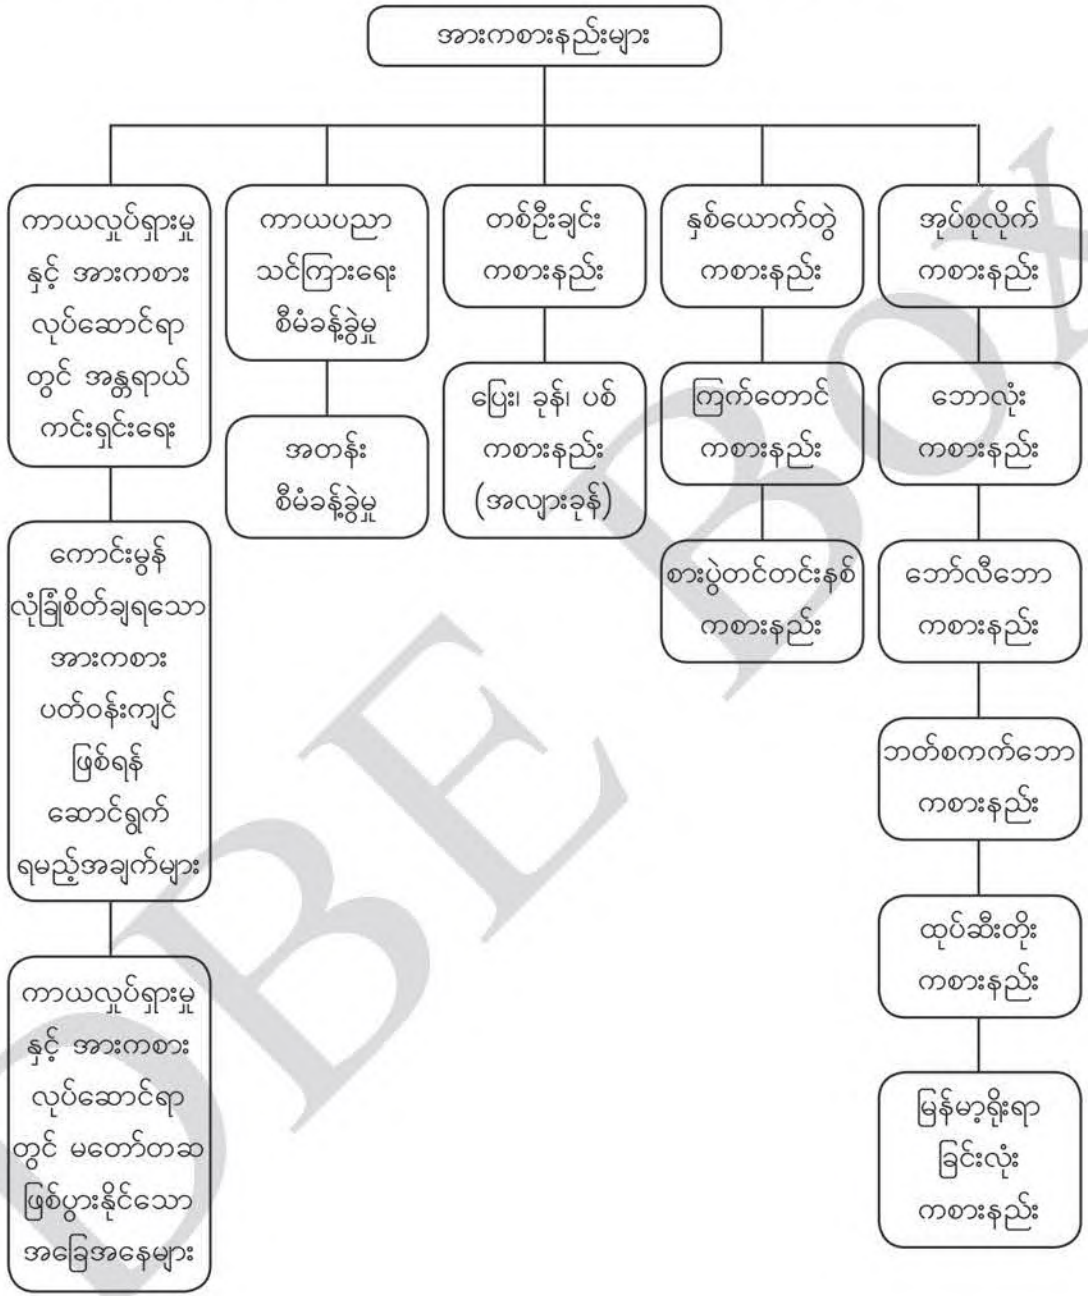 အားကစားနည်းများ
ကာယလှုပ်ရှားမှု
နှင့် အားကစား
လုပ်ဆောင်ရာ
တွင် အန္တရာယ်
ကင်းရှင်းရေး
ကောင်းမွန်
လုံခြုံစိတ်ချရသော
အားကစား
ပတ်ဝန်းကျင်
ဖြစ်ရန်
ဆောင်ရွက်
ရမည့်အချက်များ
ကာယလှုပ်ရှားမှု
နှင့် အားကစား
လုပ်ဆောင်ရာ
တွင် မတော်တဆ
ဖြစ်ပွားနိုင်သော
အခြေအနေများ
ကာယပညာ
သင်ကြားရေး
စီမံခန့်ခွဲမှု
အတန်း
စီမံခန့်ခွဲမှု
တစ်ဦးချင်း
ကစားနည်း
ပြေး၊ ခုန်၊ ပစ်
ကစားနည်း
(အလျားခုန်)
နှစ်ယောက်တွဲ
ကစားနည်း
ကြက်တောင်
ကစားနည်း
စားပွဲတင်တင်းနစ်
ကစားနည်း
အုပ်စုလိုက်
ကစားနည်း
ဘောလုံး
ကစားနည်း
ဘော်လီဘော
ကစားနည်း
ဘတ်စကက်ဘော
ကစားနည်း
ထုပ်ဆီးတိုး
ကစားနည်း
မြန်မာ့ရိုးရာ
ခြင်းလုံး
ကစားနည်း
DBE BOX